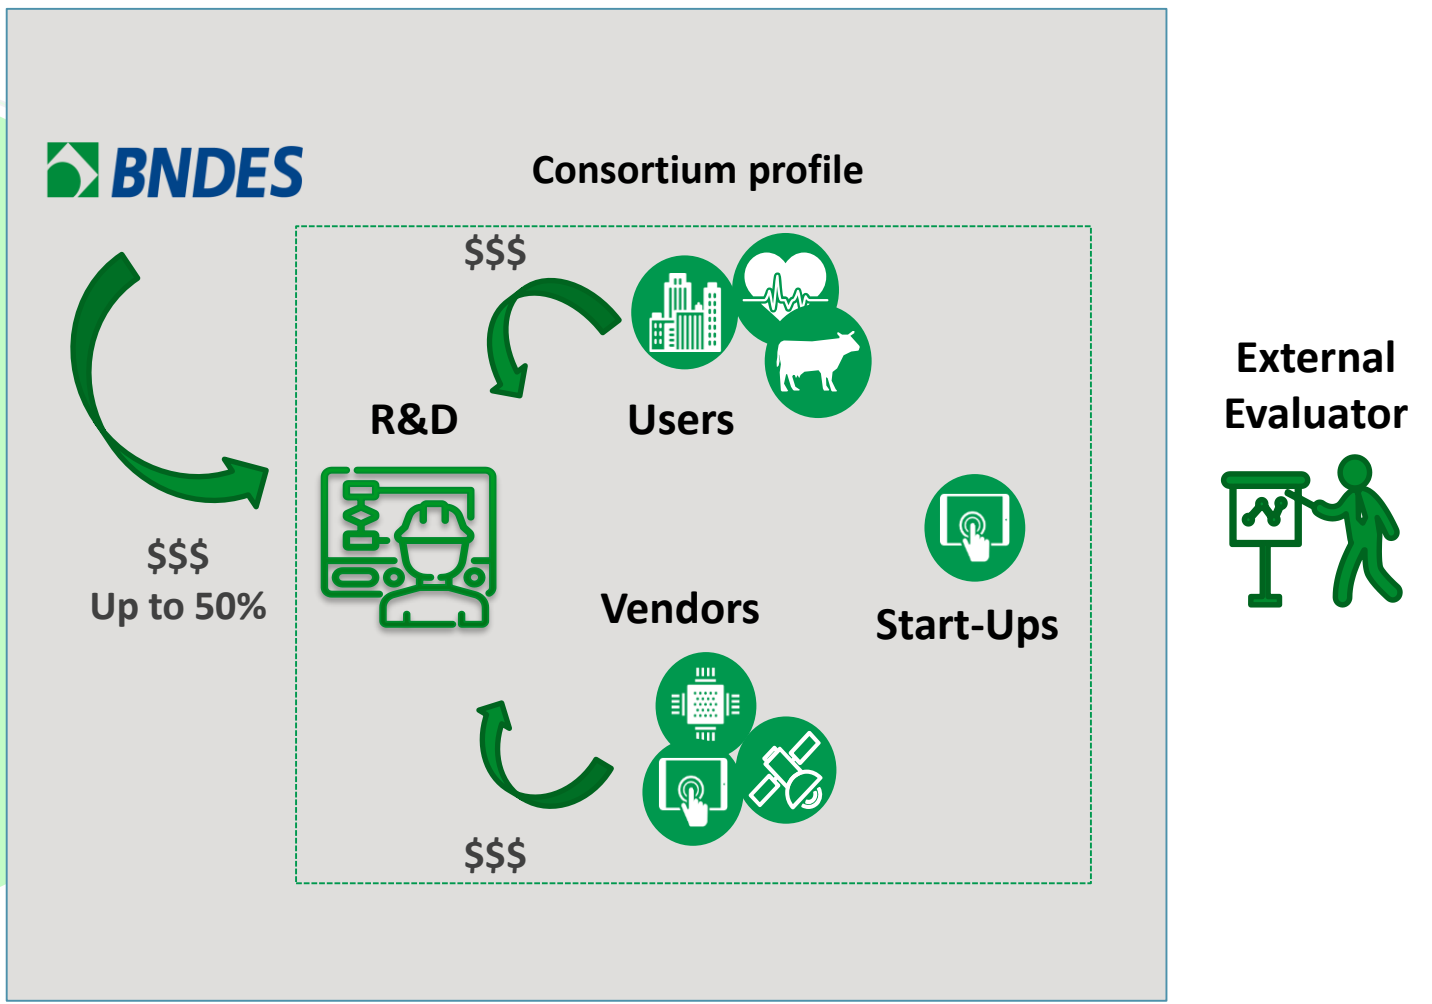 BNDES
Consortium profile
$$$
R&D
Users
External
Evaluator
$$$
Up to 50%
Vendors
Start-Ups
$$$